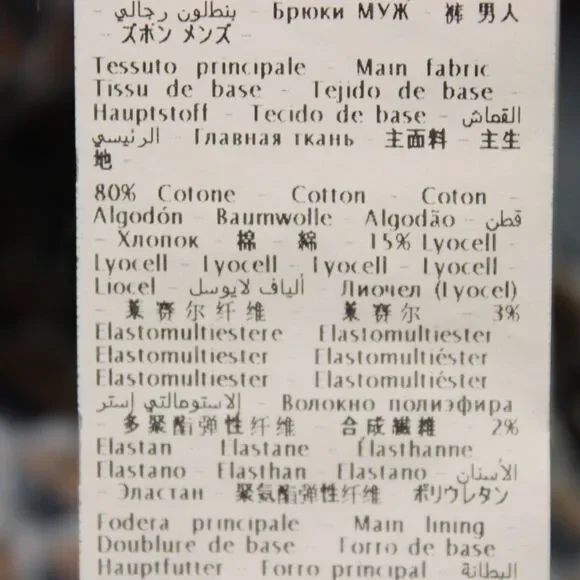 بنطلون رجالي - Брюки МУЖ - 裤 男人
- ズボン メンズ -
Tessuto principale - Main fabric
Tissu de base - Tejido de base -
Hauptstoff - Tecido de base - القماش
الرئيسي - Главная ткань - 主面料 - 主生
地 -
80% Cotone - Cotton - Coton -
Algodón - Baumwolle - Algodão - قطن
- Хлопок - 棉 - 綿 15% Lyocell -
Lyocell - Lyocell - Lyocell - Lyocell -
Liocel - ألياف لايوسل - Лиочел (Lyocel)
- 莱赛尔纤维 莱赛尔 - 3%
Elastomultiestere Elastomultiester -
Elastomultiester Elastomultiéster -
Elastomultiester Elastomultiéster -
الاستومالتي إستر - Волокно полиэфира
- 多聚酯弹性纤维 合成繊維 - 2%
Elastan - Elastane - Élasthanne -
Elastano - Elasthan - Elastano - الأسنان
- Эластан - 聚氨酯弹性纤维 - ポリウレタン
Fodera principale - Main lining
Doublure de base - Forro de base
Hauptfutter - Forro principal - البطانة